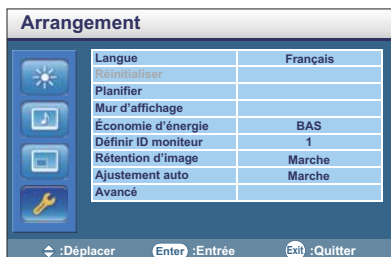 Arrangement
Langue Français
Réinitialiser
Planifier
Mur d'affichage
Économie d'énergie BAS
Définir ID moniteur 1
Rétention d'image Marche
Ajustement auto Marche
Avancé
:Déplacer Enter :Entrée Exit :Quitter